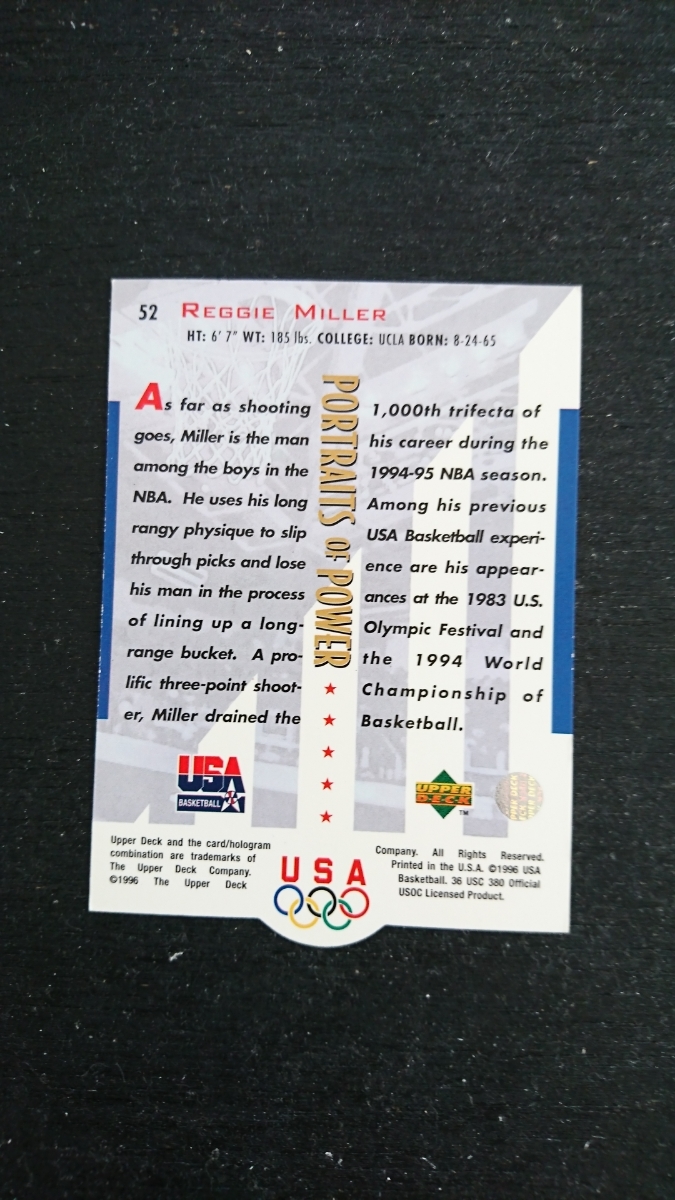 52 REGGIE MILLER
HT: 6' 7" WT: 185 lbs. COLLEGE: UCLA BORN: 8-24-65
PORTRAITS OF POWER
As far as shooting
goes, Miller is the man
among the boys in the
NBA. He uses his long
rangy physique to slip
through picks and lose
his man in the process
of lining up a long-
range bucket. A pro-
lific three-point shoot-
er, Miller drained the
1,000th trifecta of
his career during the
1994-95 NBA season.
Among his previous
USA Basketball experi-
ence are his appear-
ances at the 1983 U.S.
Olympic Festival and
the 1994 World
Championship of
Basketball.
USA
BASKETBALL
UPPER
DECK
TM
Upper Deck and the card/hologram
combination are trademarks of
The Upper Deck Company.
©1996 The Upper Deck
USA
Company. All Rights Reserved.
Printed in the U.S.A. ©1996 USA
Basketball. 36 USC 380 Official
USOC Licensed Product.